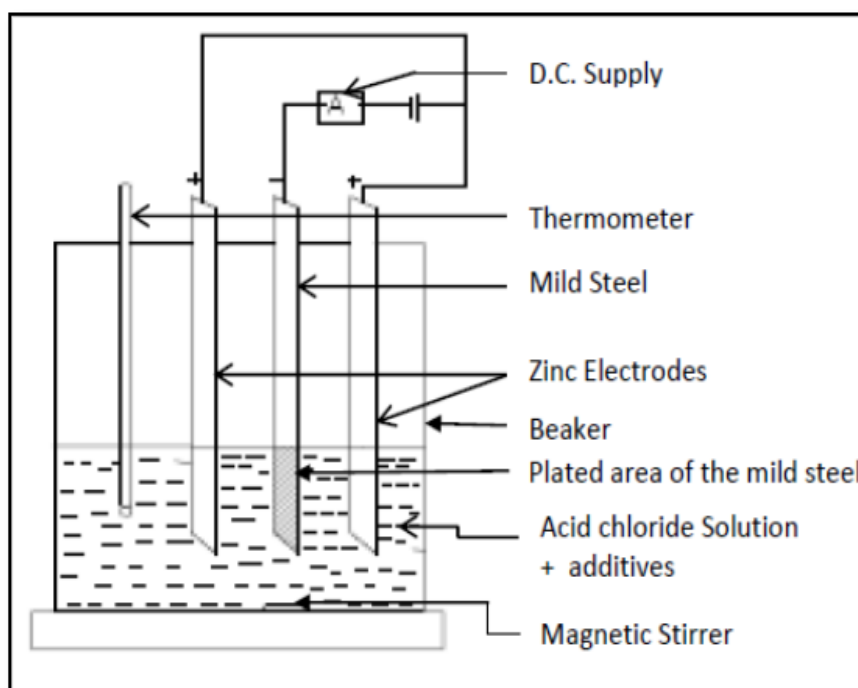 D.C. Supply
A
+
−
+
Thermometer
Mild Steel
Zinc Electrodes
Beaker
Plated area of the mild steel
Acid chloride Solution
+ additives
Magnetic Stirrer